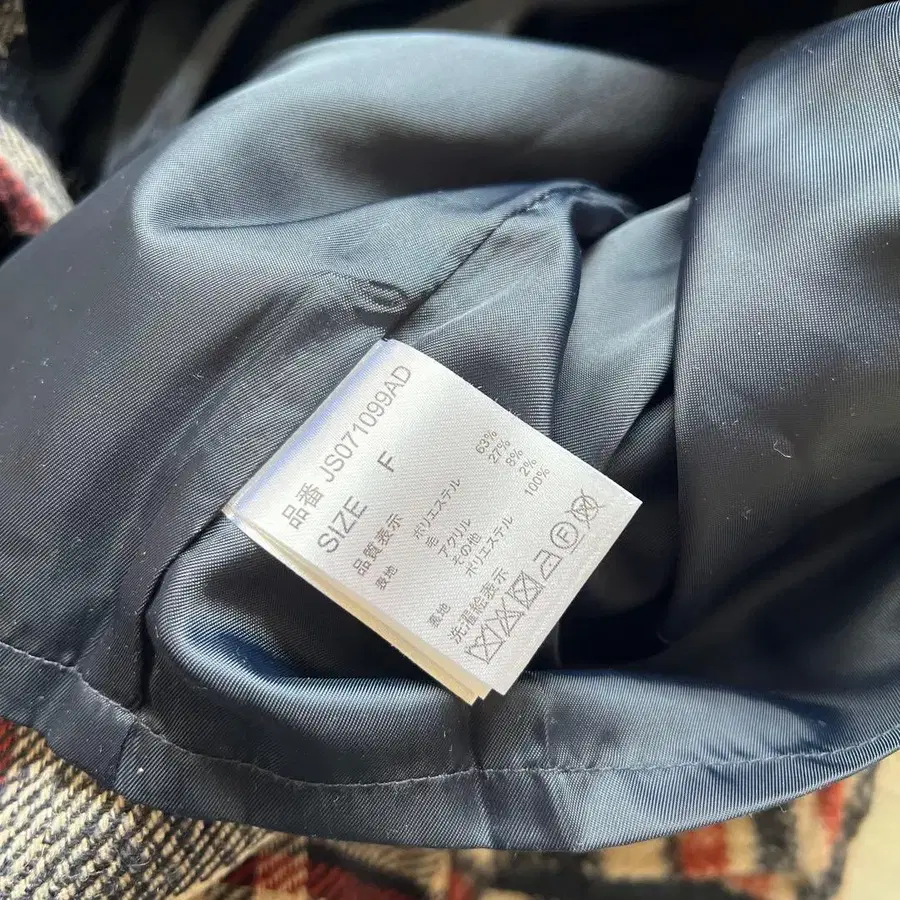 品番 JS071099AD
SIZE F
品質表示
表地 ポリエステル 63%
毛 27%
アクリル 8%
その他 2%
裏地 ポリエステル 100%
洗濯絵表示
F